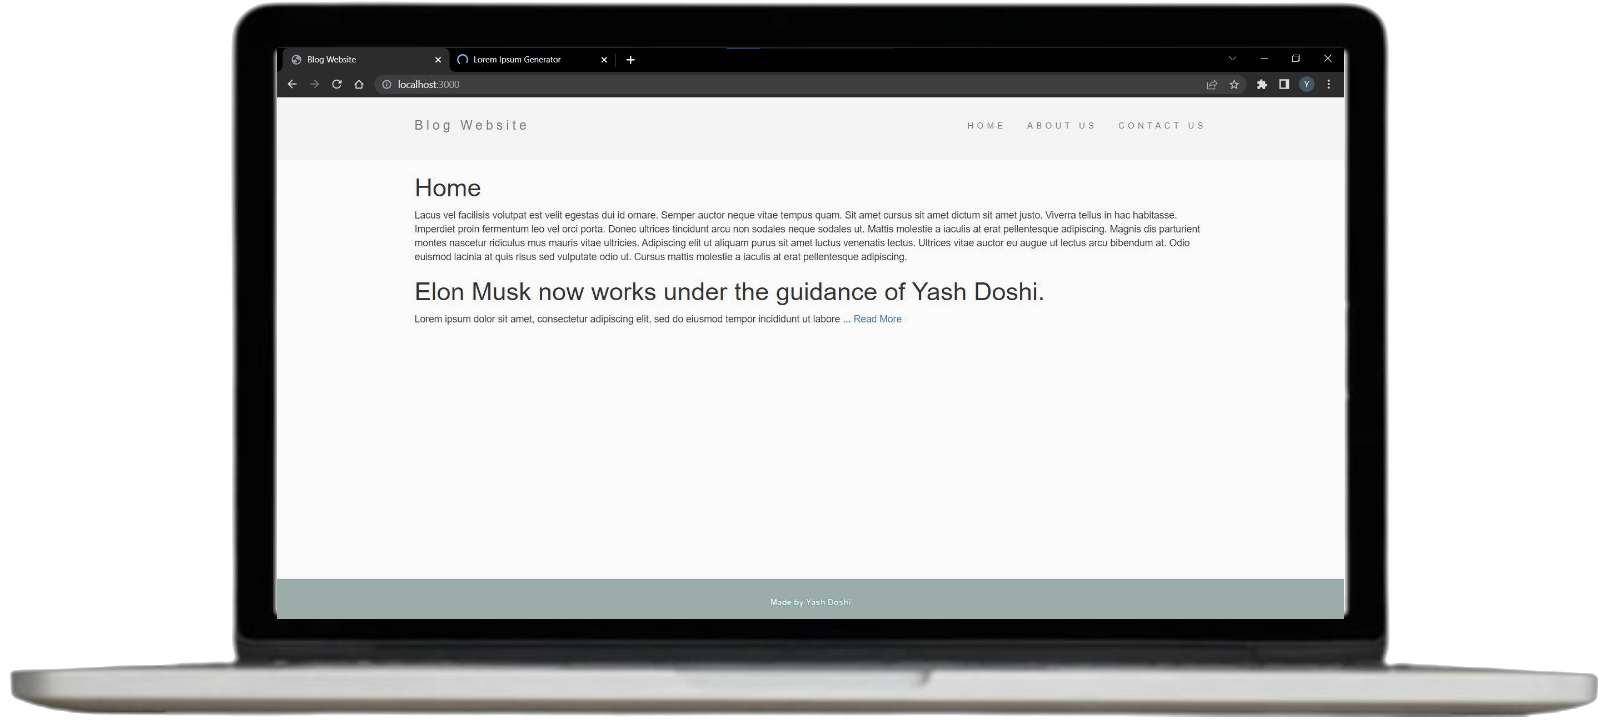 Blog Website
Lorem Ipsum Generator
localhost:3000
Y
Blog Website
HOME ABOUT US CONTACT US
Home
Lacus vel facilisis volutpat est velit egestas dui id ornare. Semper auctor neque vitae tempus quam. Sit amet cursus sit amet dictum sit amet justo. Viverra tellus in hac habitasse.
Imperdiet proin fermentum leo vel orci porta. Donec ultrices tincidunt arcu non sodales neque sodales ut. Mattis molestie a iaculis at erat pellentesque adipiscing. Magnis dis parturient
montes nascetur ridiculus mus mauris vitae ultricies. Adipiscing elit ut aliquam purus sit amet luctus venenatis lectus. Ultrices vitae auctor eu augue ut lectus arcu bibendum at. Odio
euismod lacinia at quis risus sed vulputate odio ut. Cursus mattis molestie a iaculis at erat pellentesque adipiscing.
Elon Musk now works under the guidance of Yash Doshi.
Lorem ipsum dolor sit amet, consectetur adipiscing elit, sed do eiusmod tempor incididunt ut labore ... Read More
Made by Yash Doshi